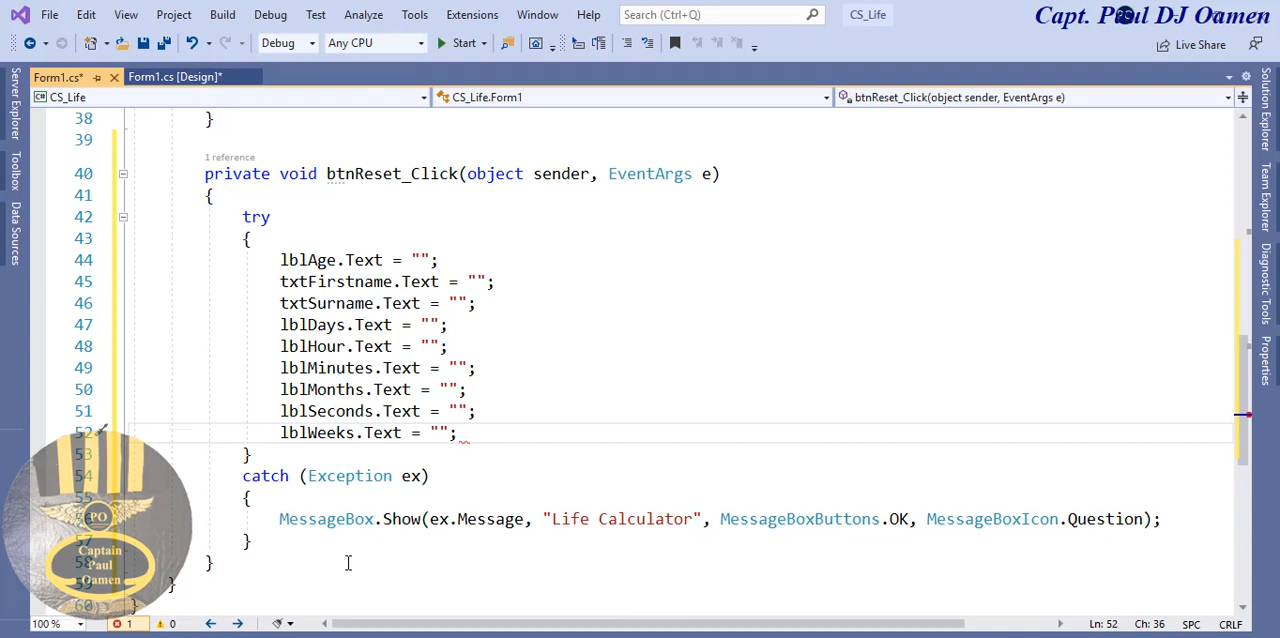 File Edit View Project Build Debug Test Analyze Tools Extensions Window Help Search (Ctrl+Q) CS_Life
Capt. Paul DJ Oamen
Debug Any CPU Start Live Share
Form1.cs* Form1.cs [Design]*
CS_Life CS_Life.Form1 btnReset_Click(object sender, EventArgs e)
Server Explorer
Toolbox
Data Sources
38 }
39
1 reference
40 private void btnReset_Click(object sender, EventArgs e)
41 {
42 try
43 {
44 lblAge.Text = "";
45 txtFirstname.Text = "";
46 txtSurname.Text = "";
47 lblDays.Text = "";
48 lblHour.Text = "";
49 lblMinutes.Text = "";
50 lblMonths.Text = "";
51 lblSeconds.Text = "";
52 lblWeeks.Text = "";
53 }
54 catch (Exception ex)
55 {
56 MessageBox.Show(ex.Message, "Life Calculator", MessageBoxButtons.OK, MessageBoxIcon.Question);
57 }
58 }
59 }
60 }
PO
Captain
Paul
Oamen
Solution Explorer
Team Explorer
Diagnostic Tools
Properties
100 % 1 0 Ln: 52 Ch: 36 SPC CRLF